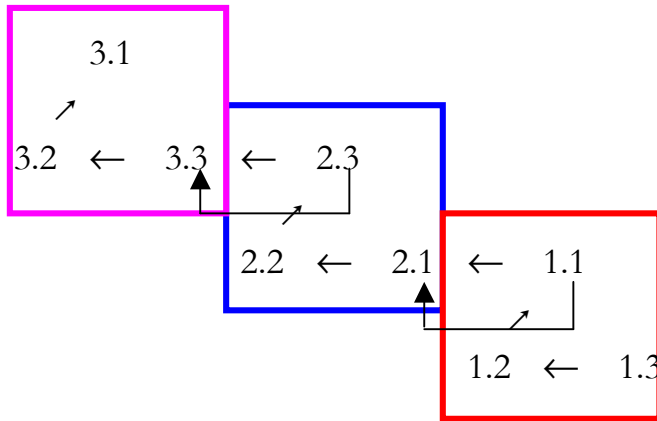 3.1
↗
3.2 ← 3.3 ← 2.3
↗
2.2 ← 2.1 ← 1.1
↗
1.2 ← 1.3